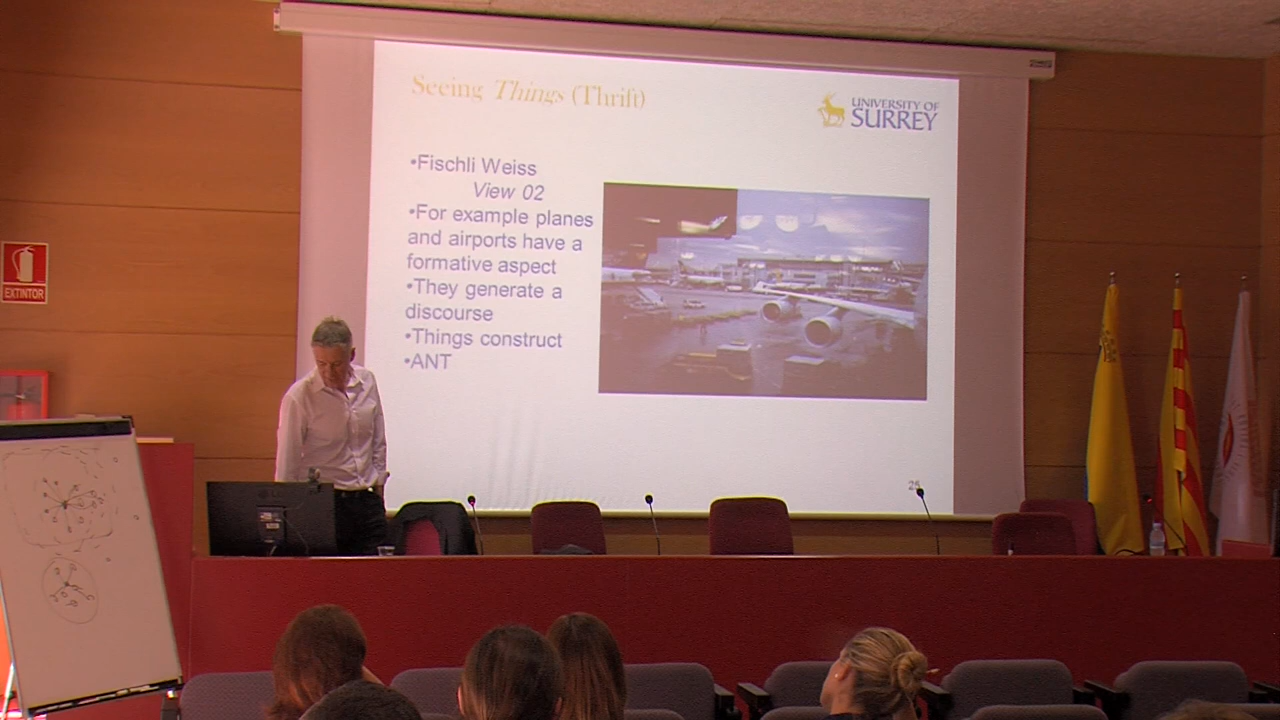 Seeing Things (Thrift)
UNIVERSITY OF
SURREY
•Fischli Weiss
View 02
•For example planes
and airports have a
formative aspect
•They generate a
discourse
•Things construct
•ANT
EXTINTOR